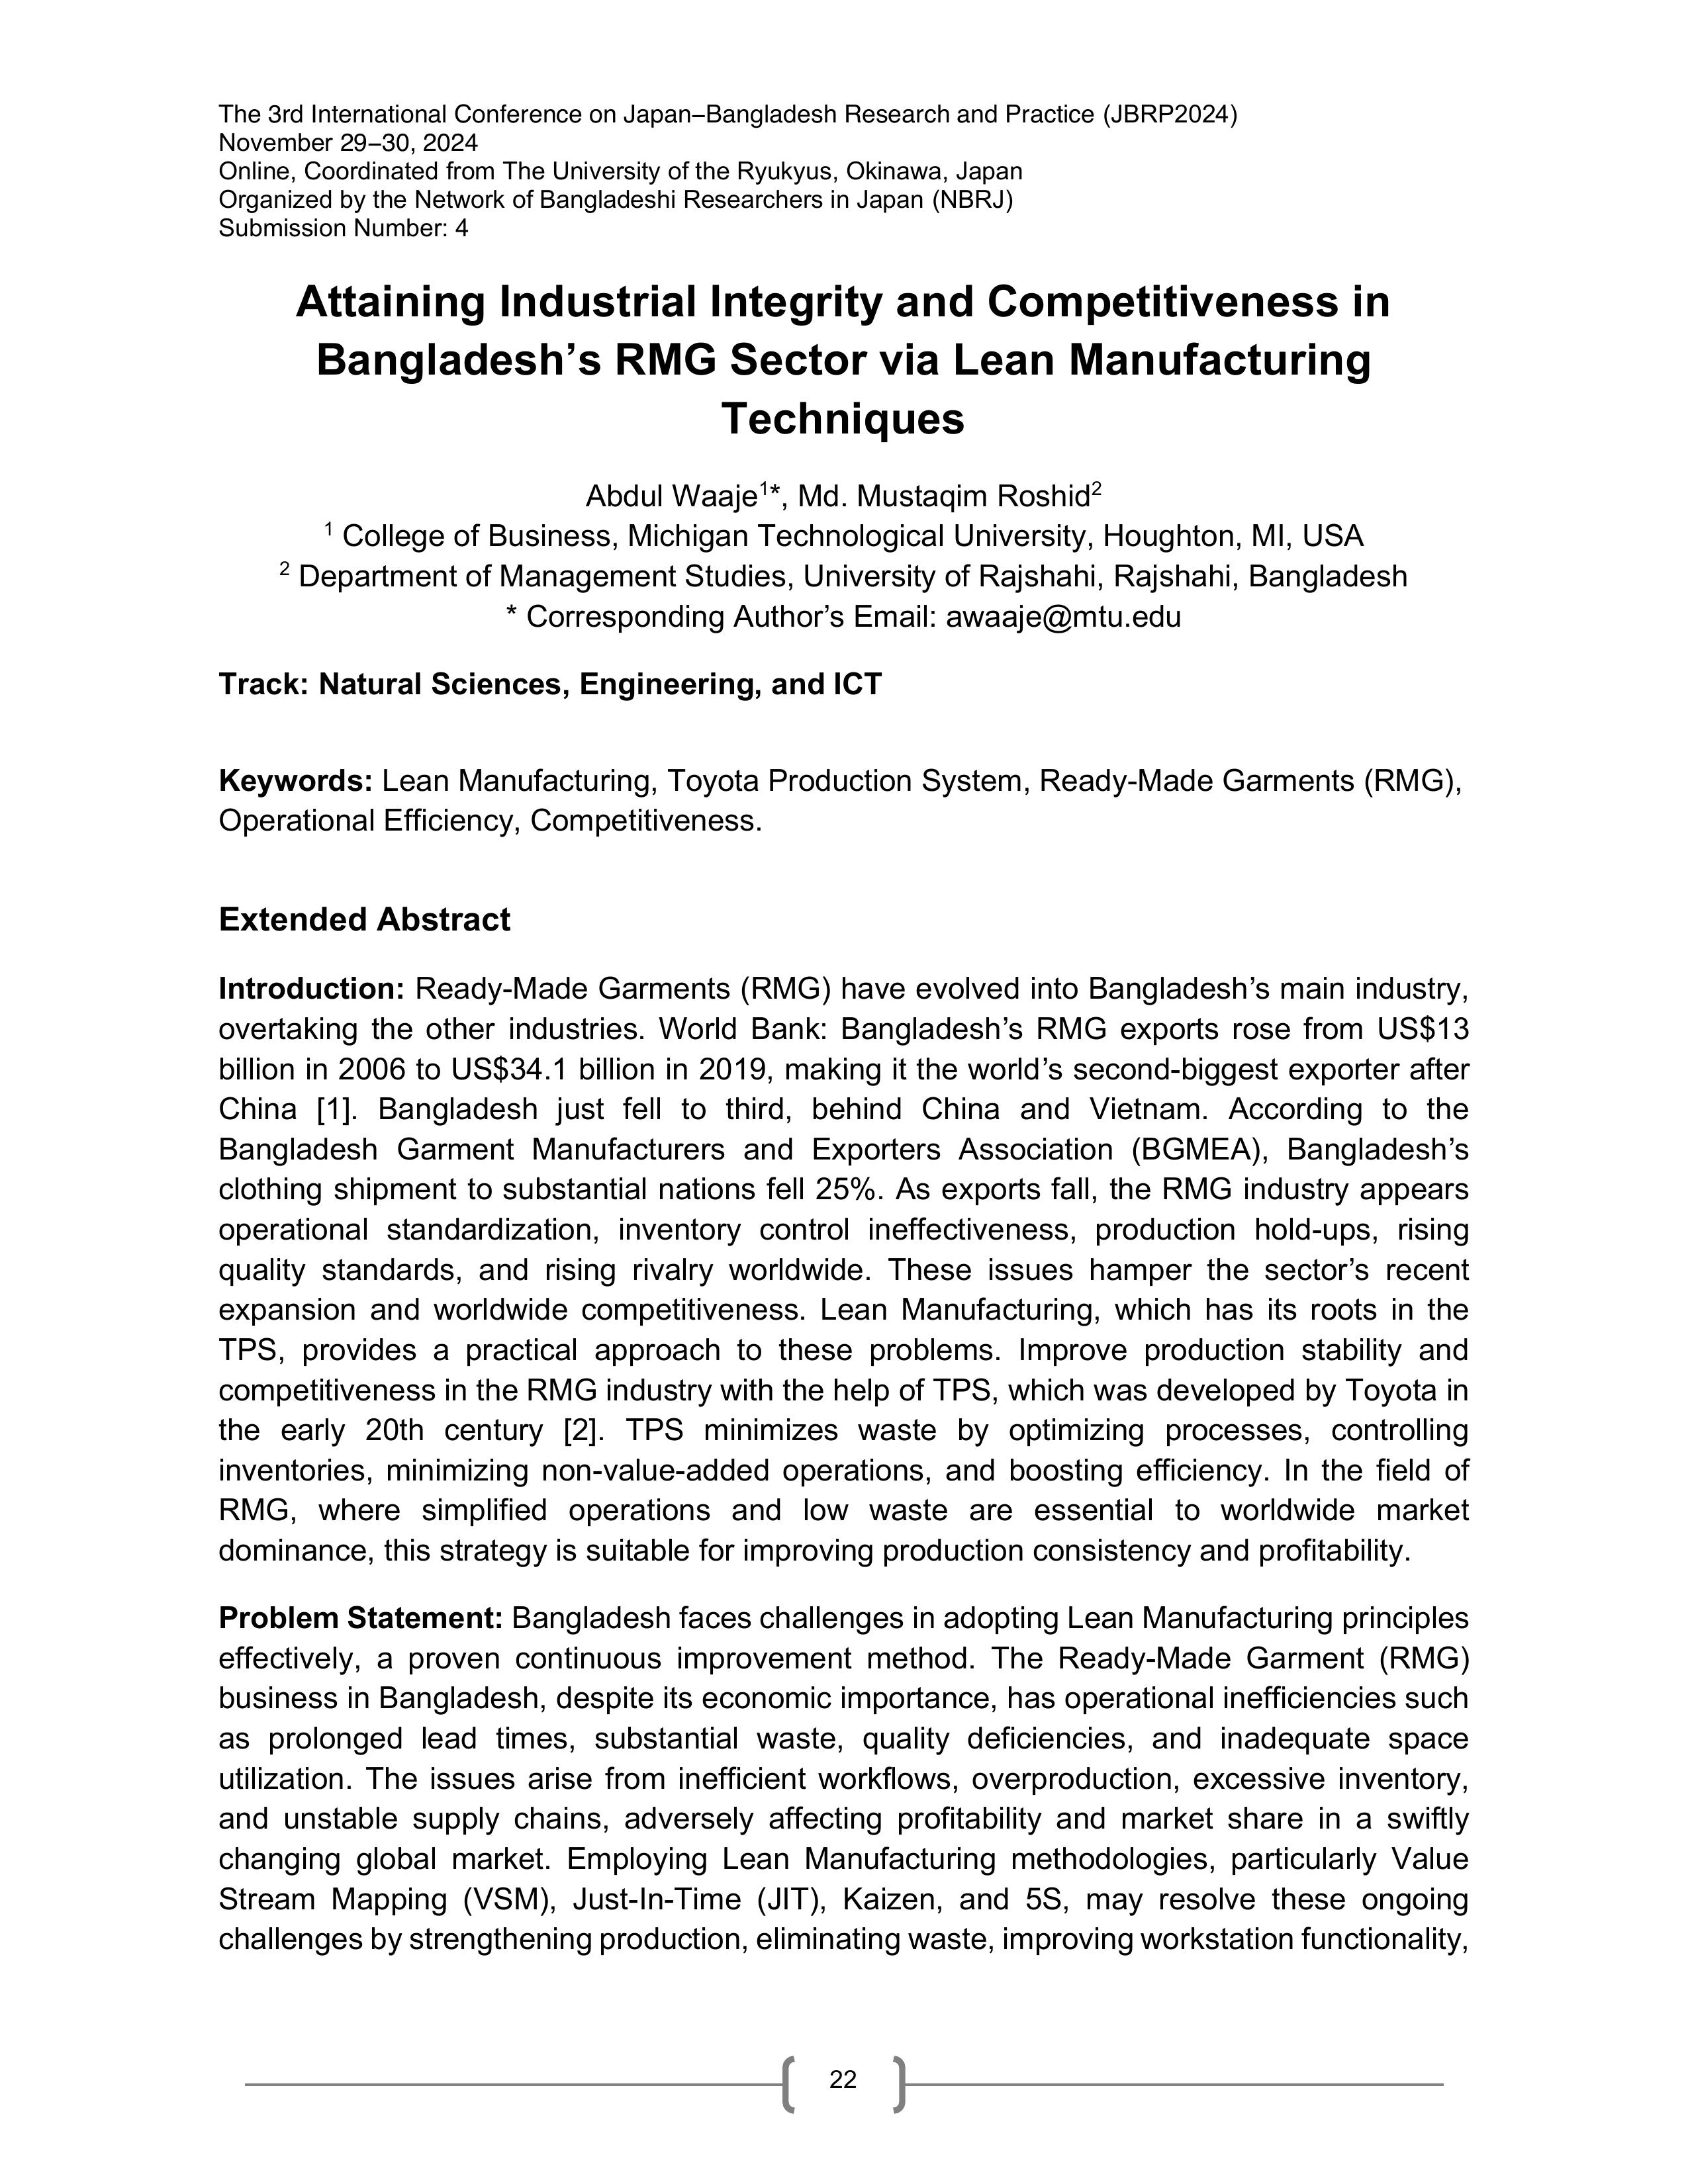 The 3rd International Conference on Japan–Bangladesh Research and Practice (JBRP2024)
November 29–30, 2024
Online, Coordinated from The University of the Ryukyus, Okinawa, Japan
Organized by the Network of Bangladeshi Researchers in Japan (NBRJ)
Submission Number: 4
Attaining Industrial Integrity and Competitiveness in
Bangladesh’s RMG Sector via Lean Manufacturing
Techniques
Abdul Waaje1*, Md. Mustaqim Roshid2
1 College of Business, Michigan Technological University, Houghton, MI, USA
2 Department of Management Studies, University of Rajshahi, Rajshahi, Bangladesh
* Corresponding Author’s Email: awaaje@mtu.edu
Track: Natural Sciences, Engineering, and ICT
Keywords: Lean Manufacturing, Toyota Production System, Ready-Made Garments (RMG),
Operational Efficiency, Competitiveness.
Extended Abstract
Introduction: Ready-Made Garments (RMG) have evolved into Bangladesh’s main industry,
overtaking the other industries. World Bank: Bangladesh’s RMG exports rose from US$13
billion in 2006 to US$34.1 billion in 2019, making it the world’s second-biggest exporter after
China [1]. Bangladesh just fell to third, behind China and Vietnam. According to the
Bangladesh Garment Manufacturers and Exporters Association (BGMEA), Bangladesh’s
clothing shipment to substantial nations fell 25%. As exports fall, the RMG industry appears
operational standardization, inventory control ineffectiveness, production hold-ups, rising
quality standards, and rising rivalry worldwide. These issues hamper the sector’s recent
expansion and worldwide competitiveness. Lean Manufacturing, which has its roots in the
TPS, provides a practical approach to these problems. Improve production stability and
competitiveness in the RMG industry with the help of TPS, which was developed by Toyota in
the early 20th century [2]. TPS minimizes waste by optimizing processes, controlling
inventories, minimizing non-value-added operations, and boosting efficiency. In the field of
RMG, where simplified operations and low waste are essential to worldwide market
dominance, this strategy is suitable for improving production consistency and profitability.
Problem Statement: Bangladesh faces challenges in adopting Lean Manufacturing principles
effectively, a proven continuous improvement method. The Ready-Made Garment (RMG)
business in Bangladesh, despite its economic importance, has operational inefficiencies such
as prolonged lead times, substantial waste, quality deficiencies, and inadequate space
utilization. The issues arise from inefficient workflows, overproduction, excessive inventory,
and unstable supply chains, adversely affecting profitability and market share in a swiftly
changing global market. Employing Lean Manufacturing methodologies, particularly Value
Stream Mapping (VSM), Just-In-Time (JIT), Kaizen, and 5S, may resolve these ongoing
challenges by strengthening production, eliminating waste, improving workstation functionality,
22